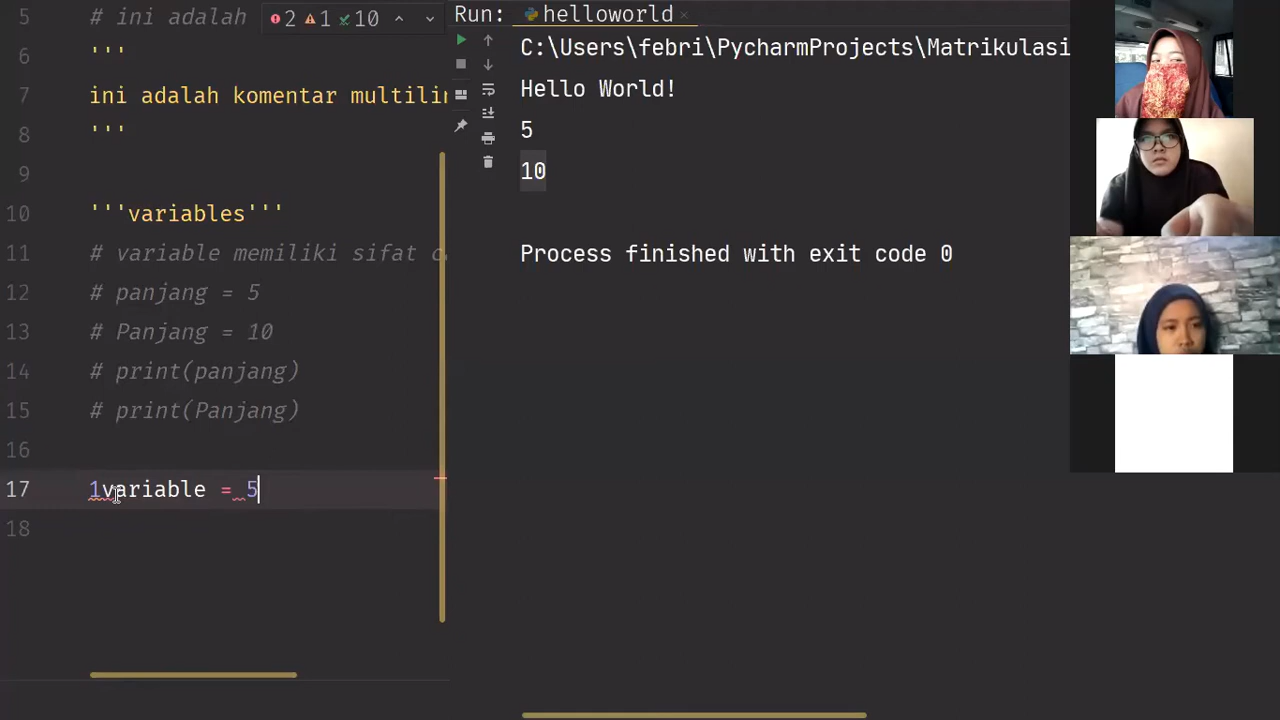 5 # ini adalah
2 1 10
6 '''
7 ini adalah komentar
8 '''
9
10 '''variables'''
11 # variable memiliki sifat
12 # panjang = 5
13 # Panjang = 10
14 # print(panjang)
15 # print(Panjang)
16
17 1variable = 5
18
Run: helloworld
C:\Users\febri\PycharmProjects\Matrikulasi
Hello World!
5
10
Process finished with exit code 0